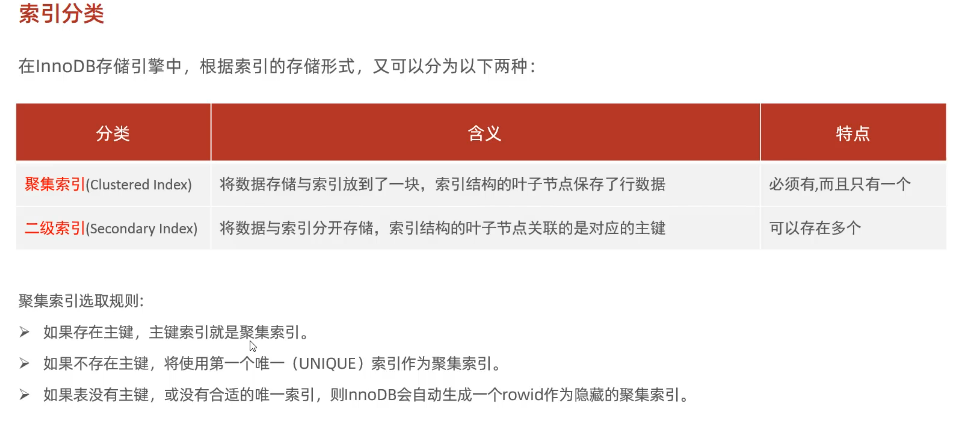 索引分类
在InnoDB存储引擎中，根据索引的存储形式，又可以分为以下两种：
分类 含义 特点
聚集索引(Clustered Index) 将数据存储与索引放到了一块，索引结构的叶子节点保存了行数据 必须有,而且只有一个
二级索引(Secondary Index) 将数据与索引分开存储，索引结构的叶子节点关联的是对应的主键 可以存在多个
聚集索引选取规则:
➢ 如果存在主键，主键索引就是聚集索引。
➢ 如果不存在主键，将使用第一个唯一（UNIQUE）索引作为聚集索引。
➢ 如果表没有主键，或没有合适的唯一索引，则InnoDB会自动生成一个rowid作为隐藏的聚集索引。